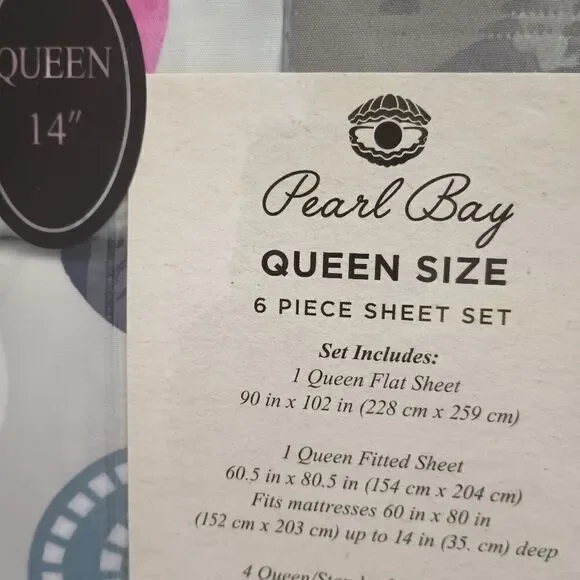 QUEEN
14"
Pearl Bay
QUEEN SIZE
6 PIECE SHEET SET
Set Includes:
1 Queen Flat Sheet
90 in x 102 in (228 cm x 259 cm)
1 Queen Fitted Sheet
60.5 in x 80.5 in (154 cm x 204 cm)
Fits mattresses 60 in x 80 in
(152 cm x 203 cm) up to 14 in (35. cm) deep
4